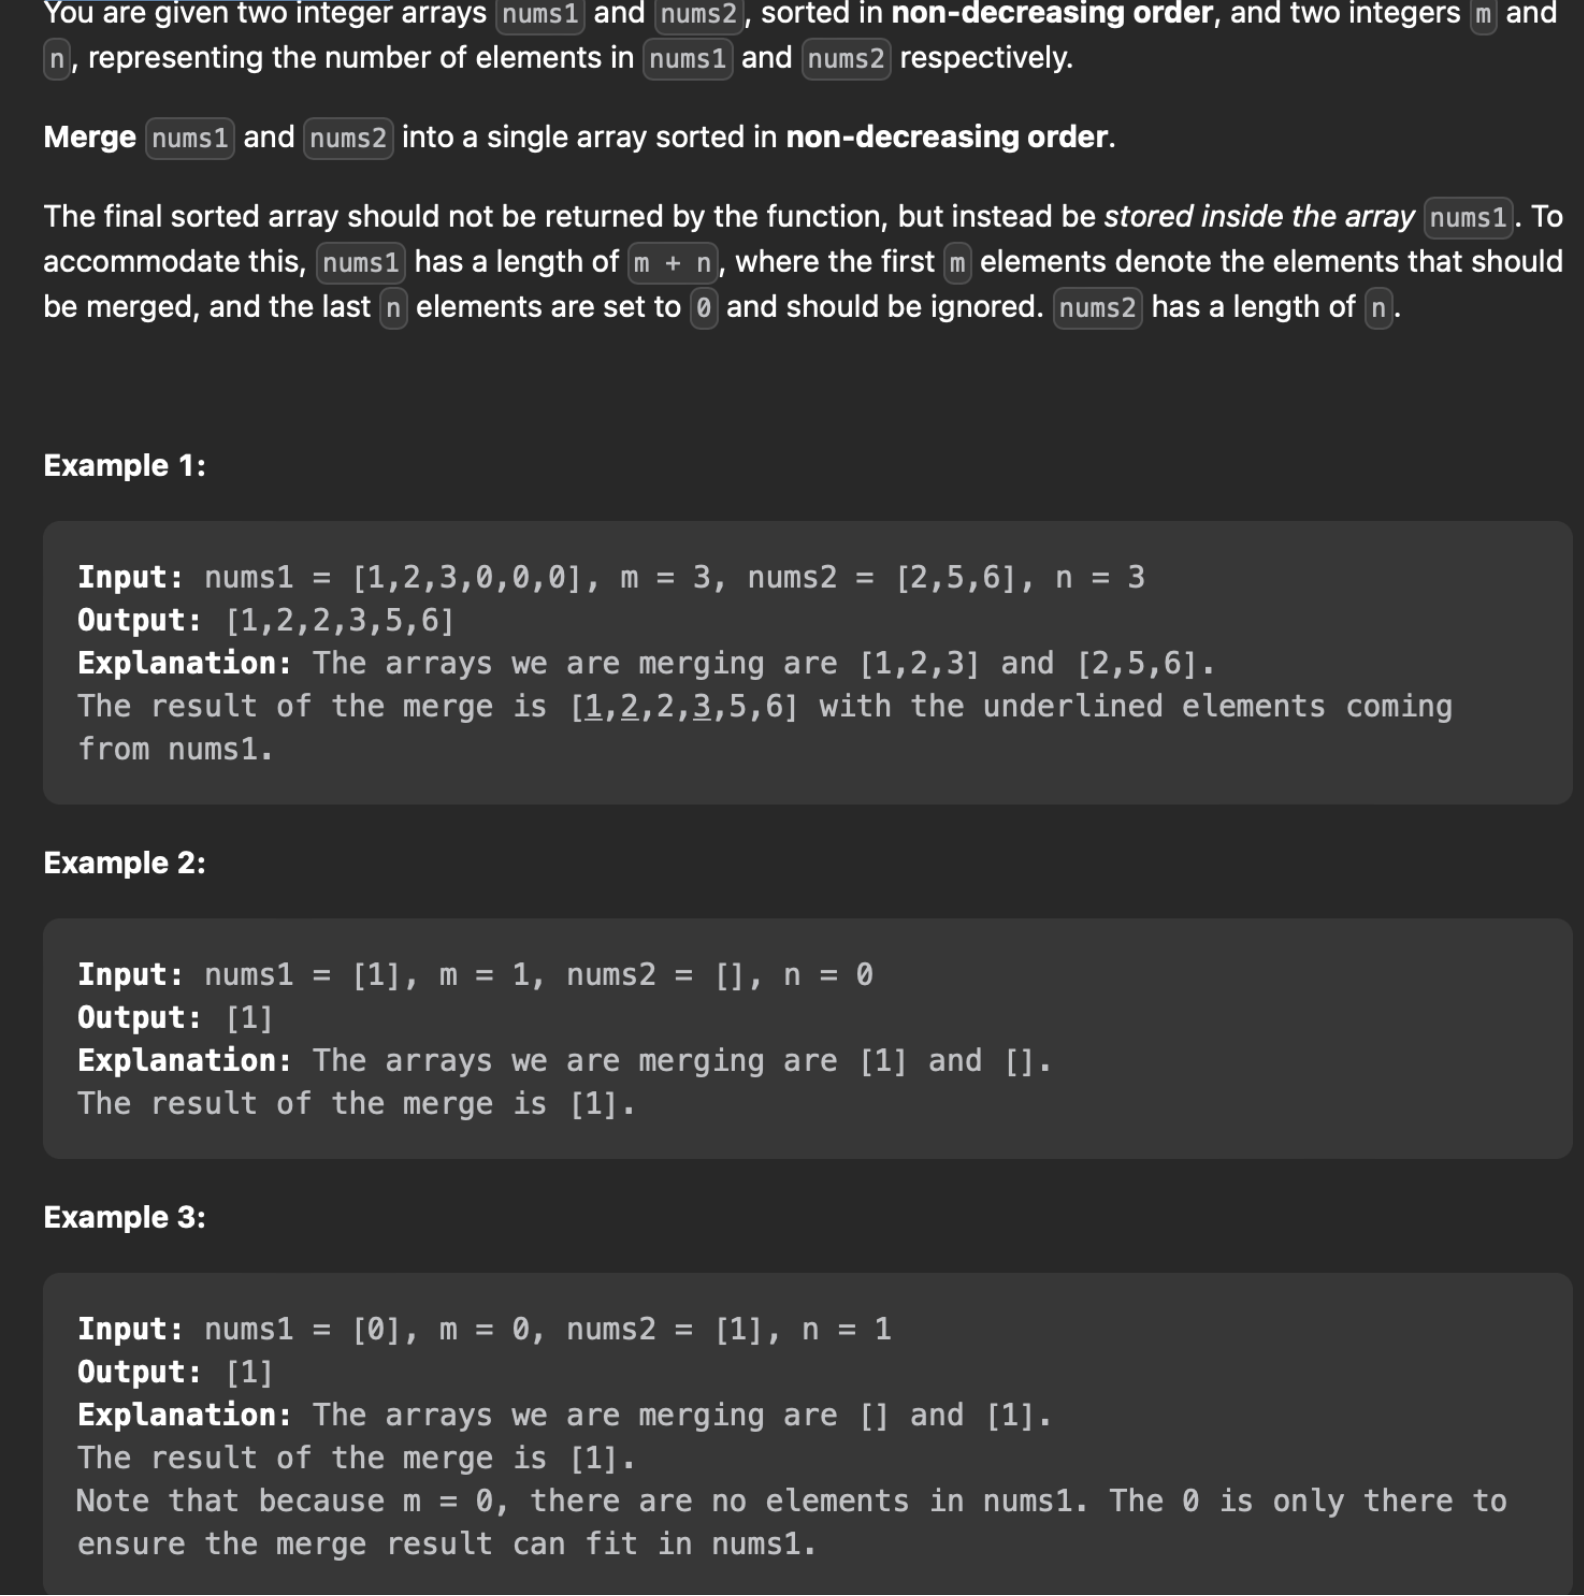 You are given two integer arrays nums1 and nums2, sorted in non-decreasing order, and two integers m and
n, representing the number of elements in nums1 and nums2 respectively.
Merge nums1 and nums2 into a single array sorted in non-decreasing order.
The final sorted array should not be returned by the function, but instead be stored inside the array nums1. To
accommodate this, nums1 has a length of m + n, where the first m elements denote the elements that should
be merged, and the last n elements are set to 0 and should be ignored. nums2 has a length of n.
Example 1:
Input: nums1 = [1,2,3,0,0,0], m = 3, nums2 = [2,5,6], n = 3
Output: [1,2,2,3,5,6]
Explanation: The arrays we are merging are [1,2,3] and [2,5,6].
The result of the merge is [1,2,2,3,5,6] with the underlined elements coming
from nums1.
Example 2:
Input: nums1 = [1], m = 1, nums2 = [], n = 0
Output: [1]
Explanation: The arrays we are merging are [1] and [].
The result of the merge is [1].
Example 3:
Input: nums1 = [0], m = 0, nums2 = [1], n = 1
Output: [1]
Explanation: The arrays we are merging are [] and [1].
The result of the merge is [1].
Note that because m = 0, there are no elements in nums1. The 0 is only there to
ensure the merge result can fit in nums1.